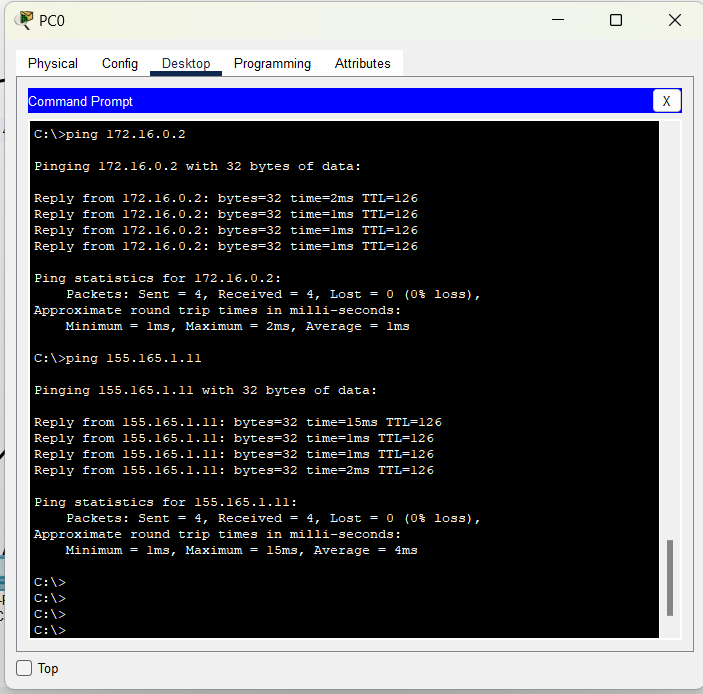 PC0
Physical Config Desktop Programming Attributes
Command Prompt X
C:\>ping 172.16.0.2
Pinging 172.16.0.2 with 32 bytes of data:
Reply from 172.16.0.2: bytes=32 time=2ms TTL=126
Reply from 172.16.0.2: bytes=32 time=1ms TTL=126
Reply from 172.16.0.2: bytes=32 time=1ms TTL=126
Reply from 172.16.0.2: bytes=32 time=1ms TTL=126
Ping statistics for 172.16.0.2:
    Packets: Sent = 4, Received = 4, Lost = 0 (0% loss),
Approximate round trip times in milli-seconds:
    Minimum = 1ms, Maximum = 2ms, Average = 1ms
C:\>ping 155.165.1.11
Pinging 155.165.1.11 with 32 bytes of data:
Reply from 155.165.1.11: bytes=32 time=15ms TTL=126
Reply from 155.165.1.11: bytes=32 time=1ms TTL=126
Reply from 155.165.1.11: bytes=32 time=1ms TTL=126
Reply from 155.165.1.11: bytes=32 time=2ms TTL=126
Ping statistics for 155.165.1.11:
    Packets: Sent = 4, Received = 4, Lost = 0 (0% loss),
Approximate round trip times in milli-seconds:
    Minimum = 1ms, Maximum = 15ms, Average = 4ms
C:\>
C:\>
C:\>
C:\>
Top